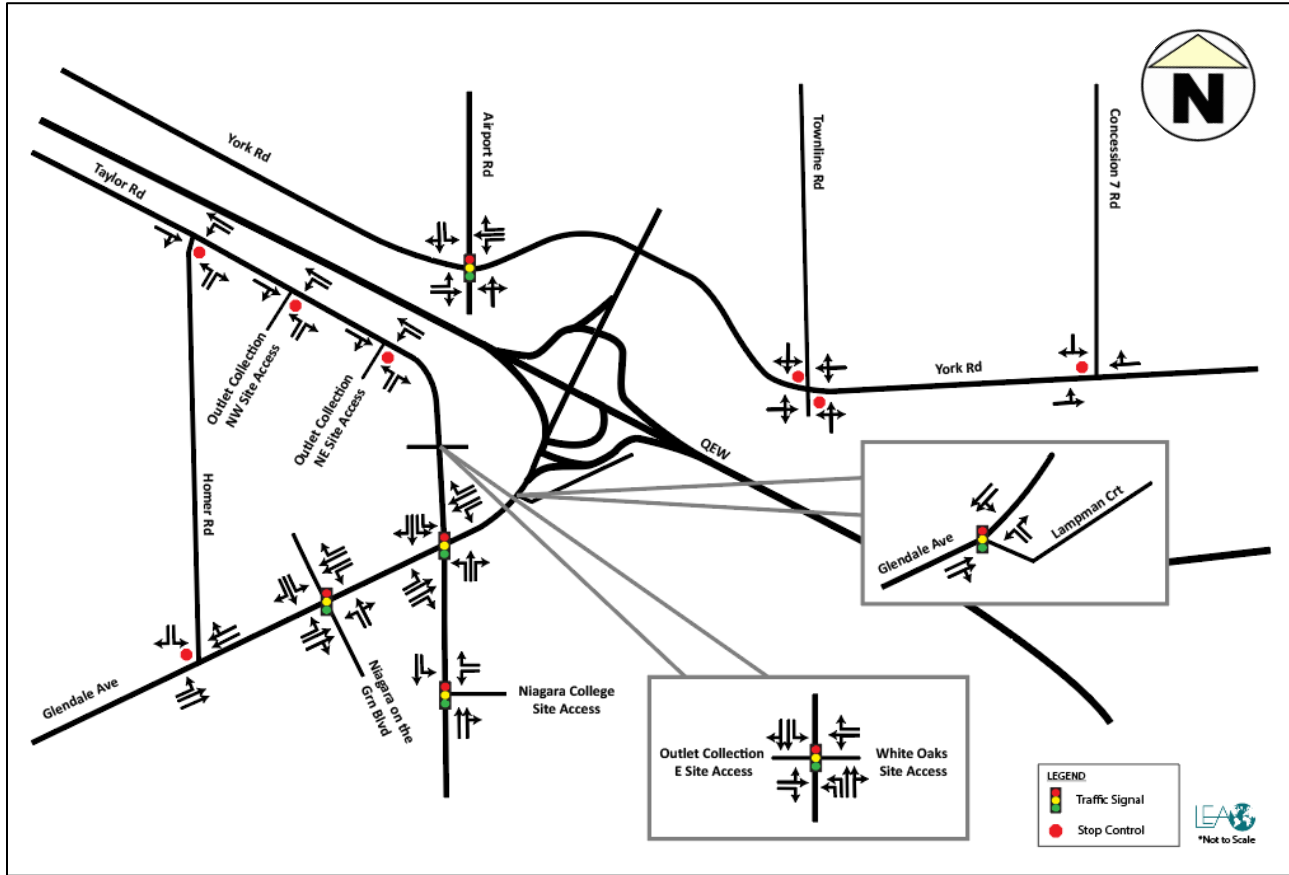 N
York Rd
Airport Rd
Townline Rd
Concession 7 Rd
Taylor Rd
Outlet Collection
NW Site Access
Outlet Collection
NE Site Access
York Rd
QEW
Homer Rd
Glendale Ave
Lampman Crt
Glendale Ave
Niagara on the
Grn Blvd
Niagara College
Site Access
Outlet Collection
E Site Access
White Oaks
Site Access
LEGEND
Traffic Signal
Stop Control
LEA
*Not to Scale